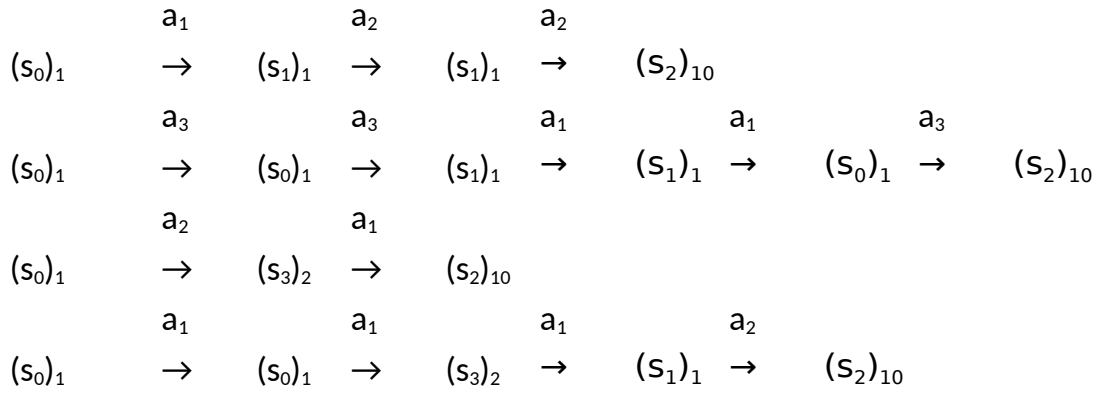 a₁ a₂ a₂
(s₀)₁ → (s₁)₁ → (s₁)₁ → (s₂)₁₀
a₃ a₃ a₁ a₁ a₃
(s₀)₁ → (s₀)₁ → (s₁)₁ → (s₁)₁ → (s₀)₁ → (s₂)₁₀
a₂ a₁
(s₀)₁ → (s₃)₂ → (s₂)₁₀
a₁ a₁ a₁ a₂
(s₀)₁ → (s₀)₁ → (s₃)₂ → (s₁)₁ → (s₂)₁₀